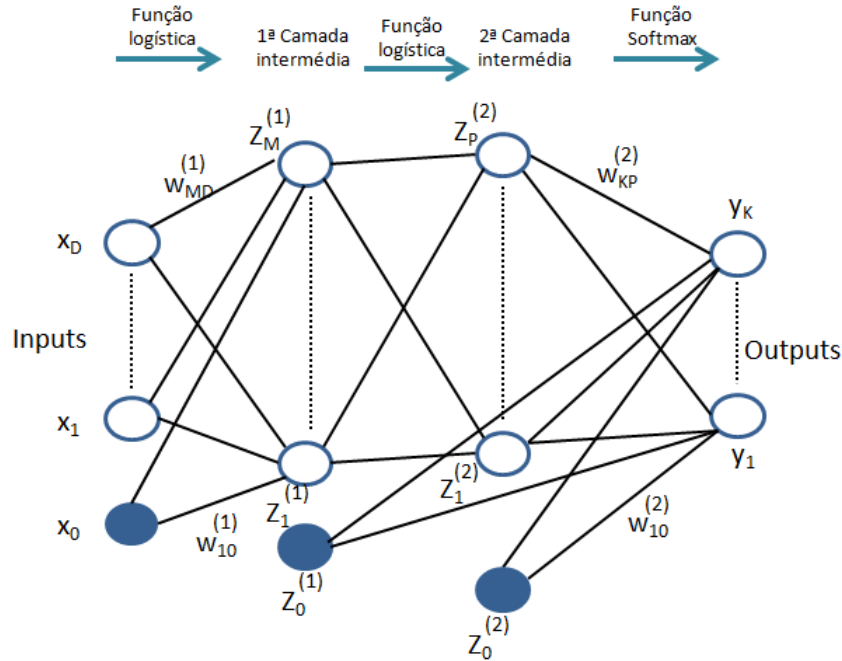 Função
logística
1ª Camada
intermédia
Função
logística
2ª Camada
intermédia
Função
Softmax
Z_M^(1)
Z_P^(2)
w_MD^(1)
w_KP^(2)
x_D
y_K
Inputs
Outputs
x_1
y_1
Z_1^(1)
Z_1^(2)
x_0
w_10^(1)
w_10^(2)
Z_0^(1)
Z_0^(2)